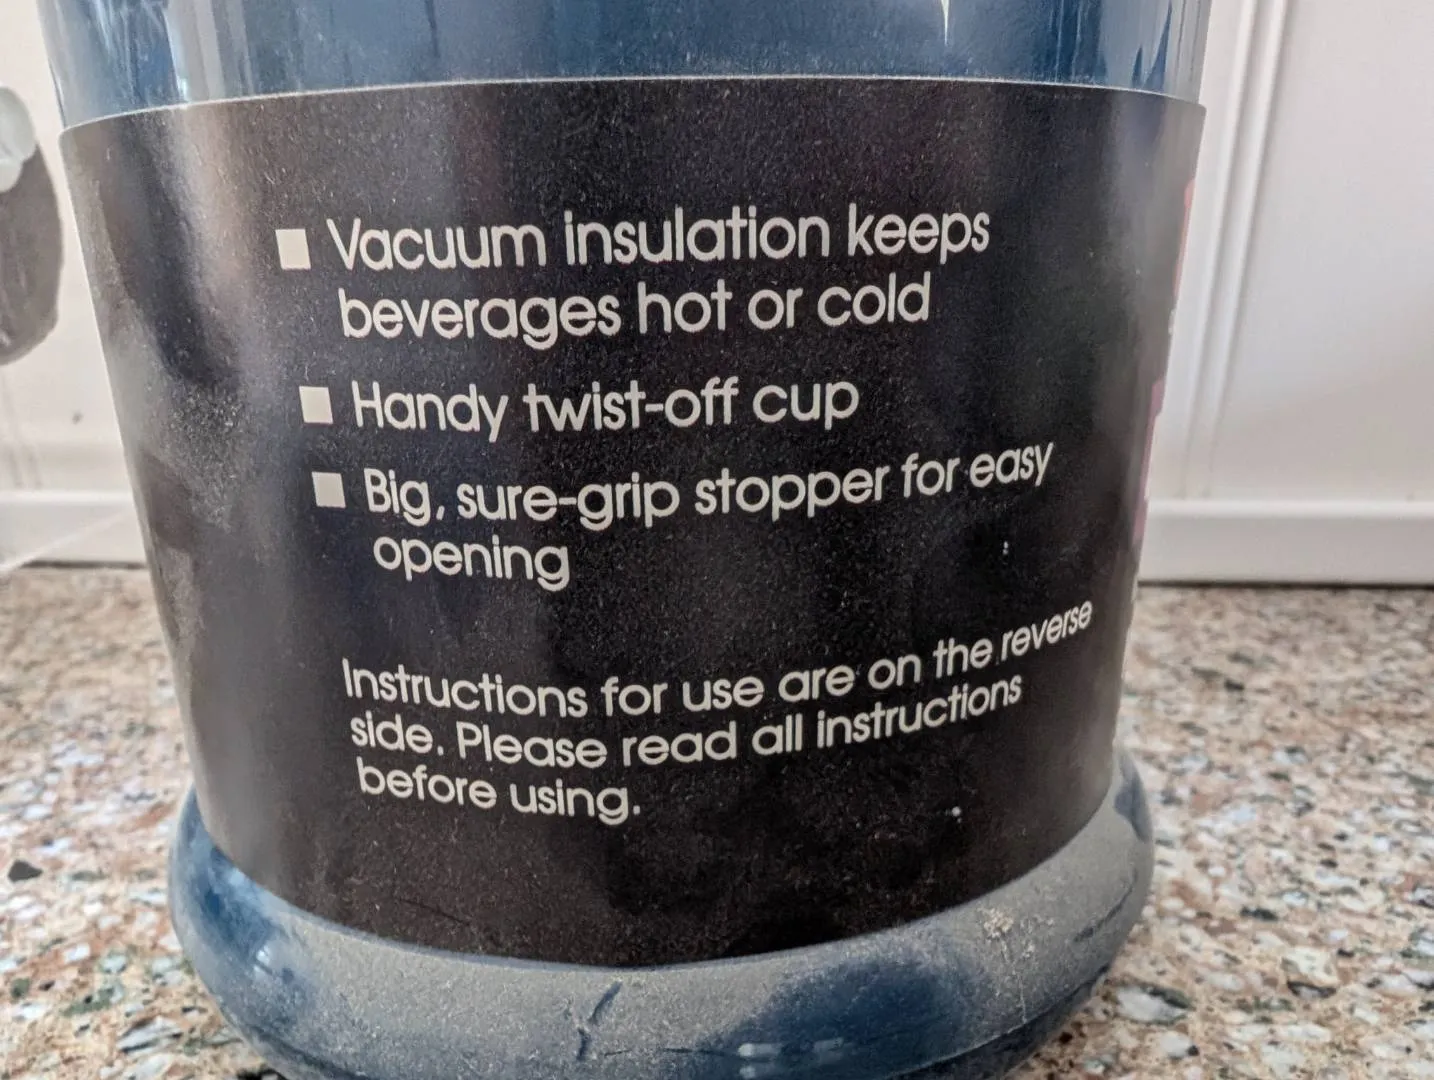 ■ Vacuum insulation keeps
beverages hot or cold
■ Handy twist-off cup
■ Big, sure-grip stopper for easy
opening
Instructions for use are on the reverse
side. Please read all instructions
before using.